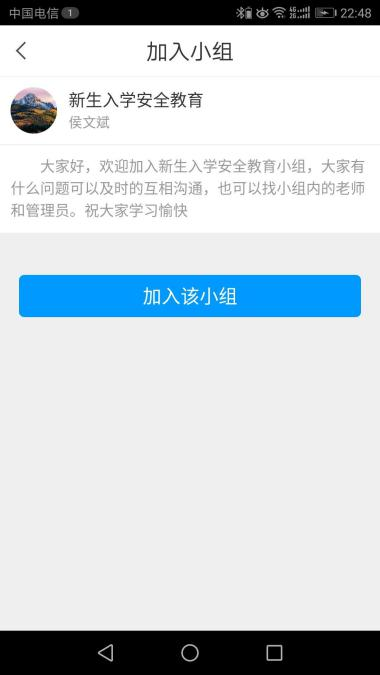 中国电信 1 22:48
加入小组
新生入学安全教育
侯文斌
大家好，欢迎加入新生入学安全教育小组，大家有
什么问题可以及时的互相沟通，也可以找小组内的老师
和管理员。祝大家学习愉快
加入该小组